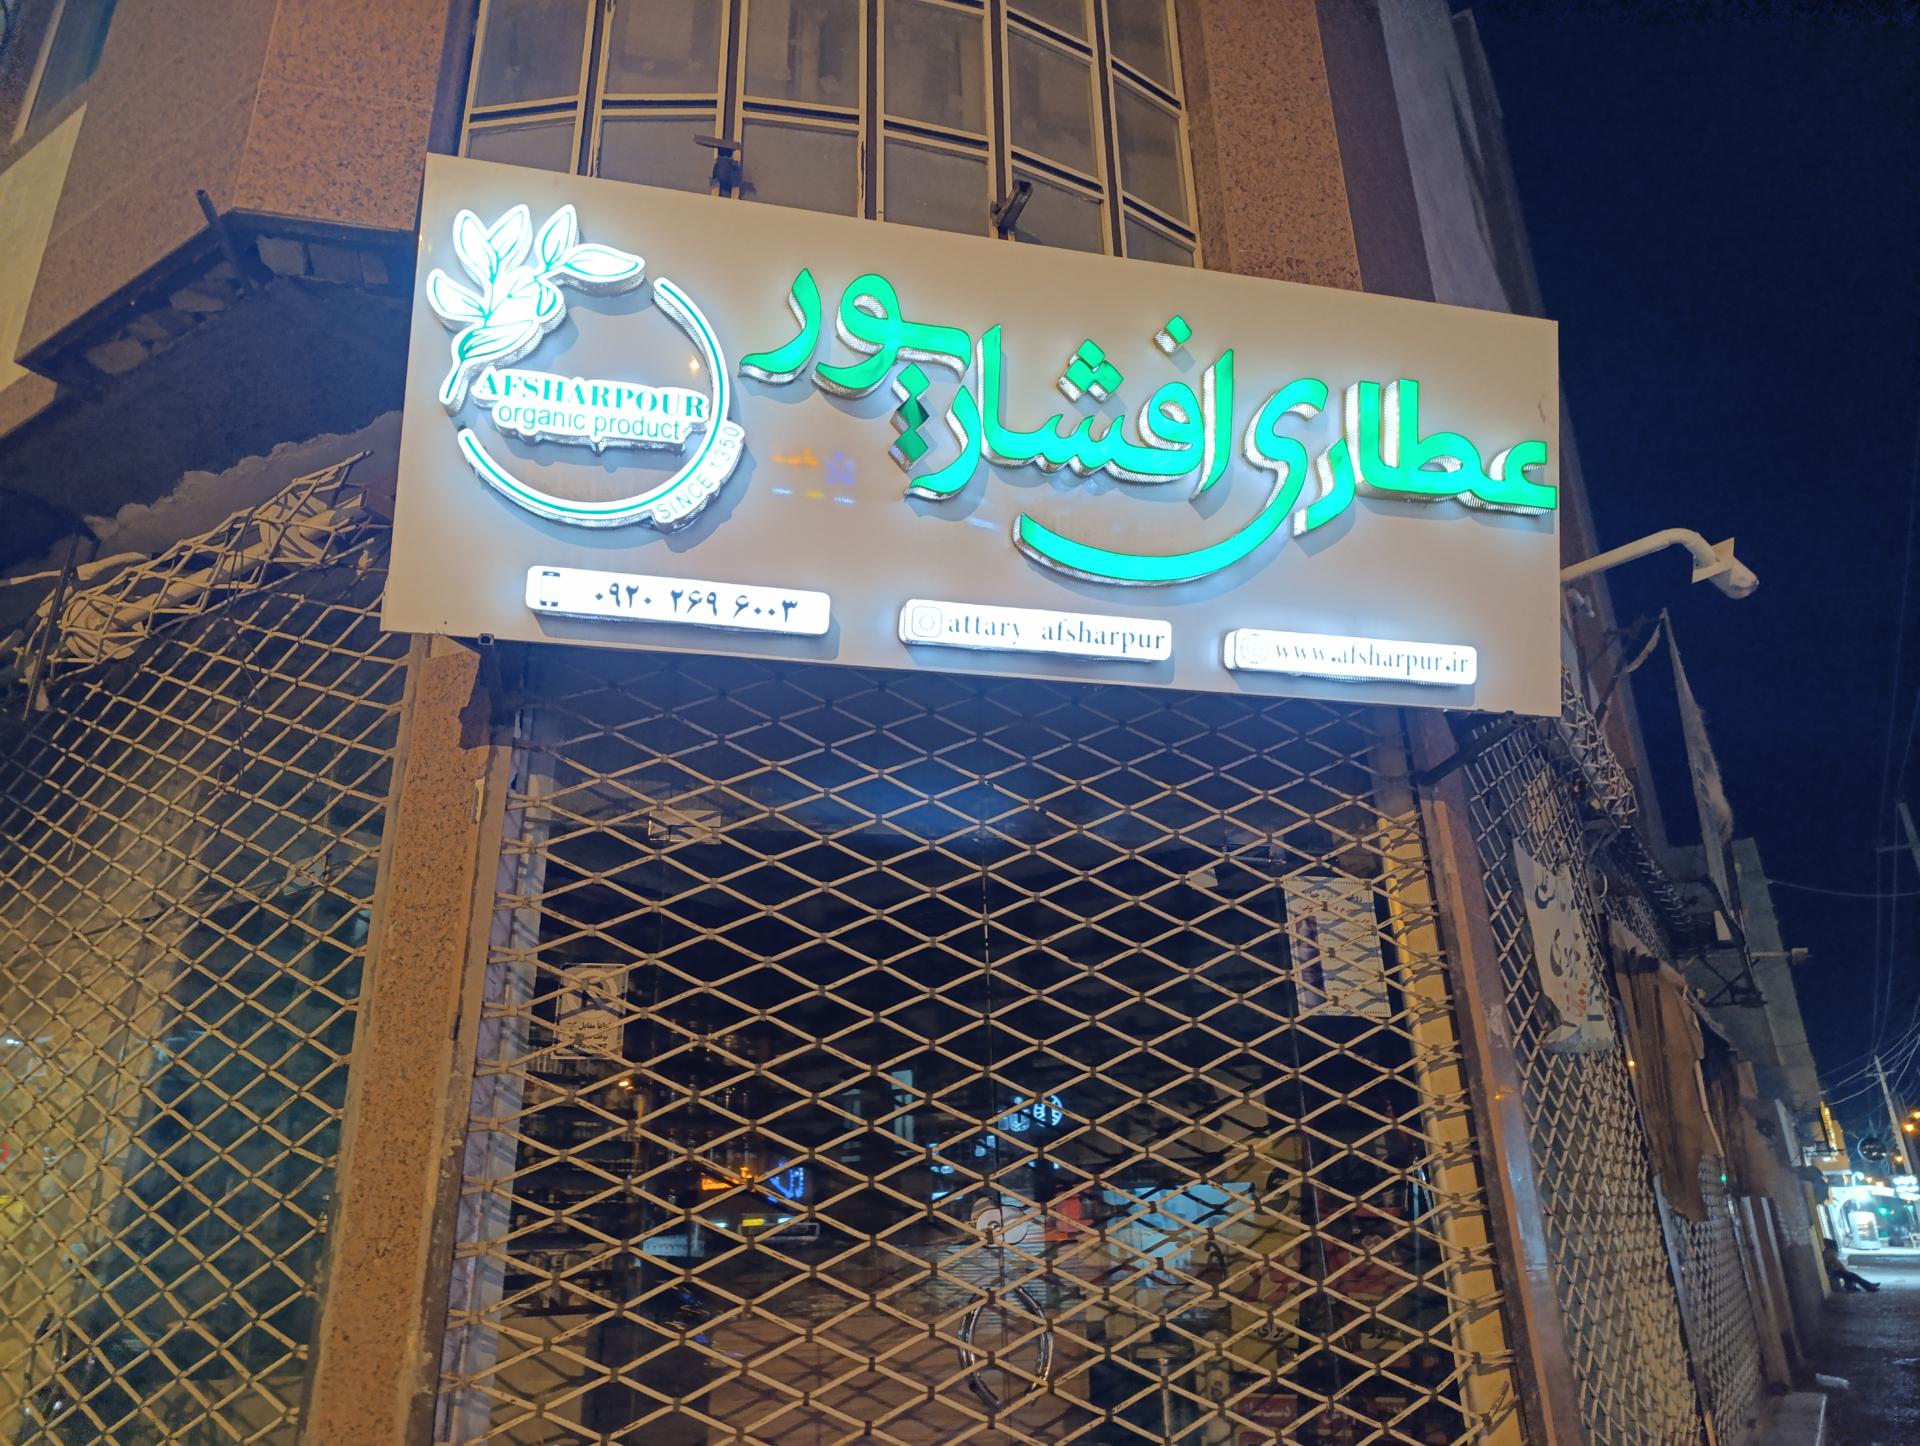 عطاری افشارپور
AFSHARPOUR
organic product
SINCE 1350
۰۹۲۰ ۲۶۹ ۶۰۰۳
attary_afsharpur
www.afsharpur.ir